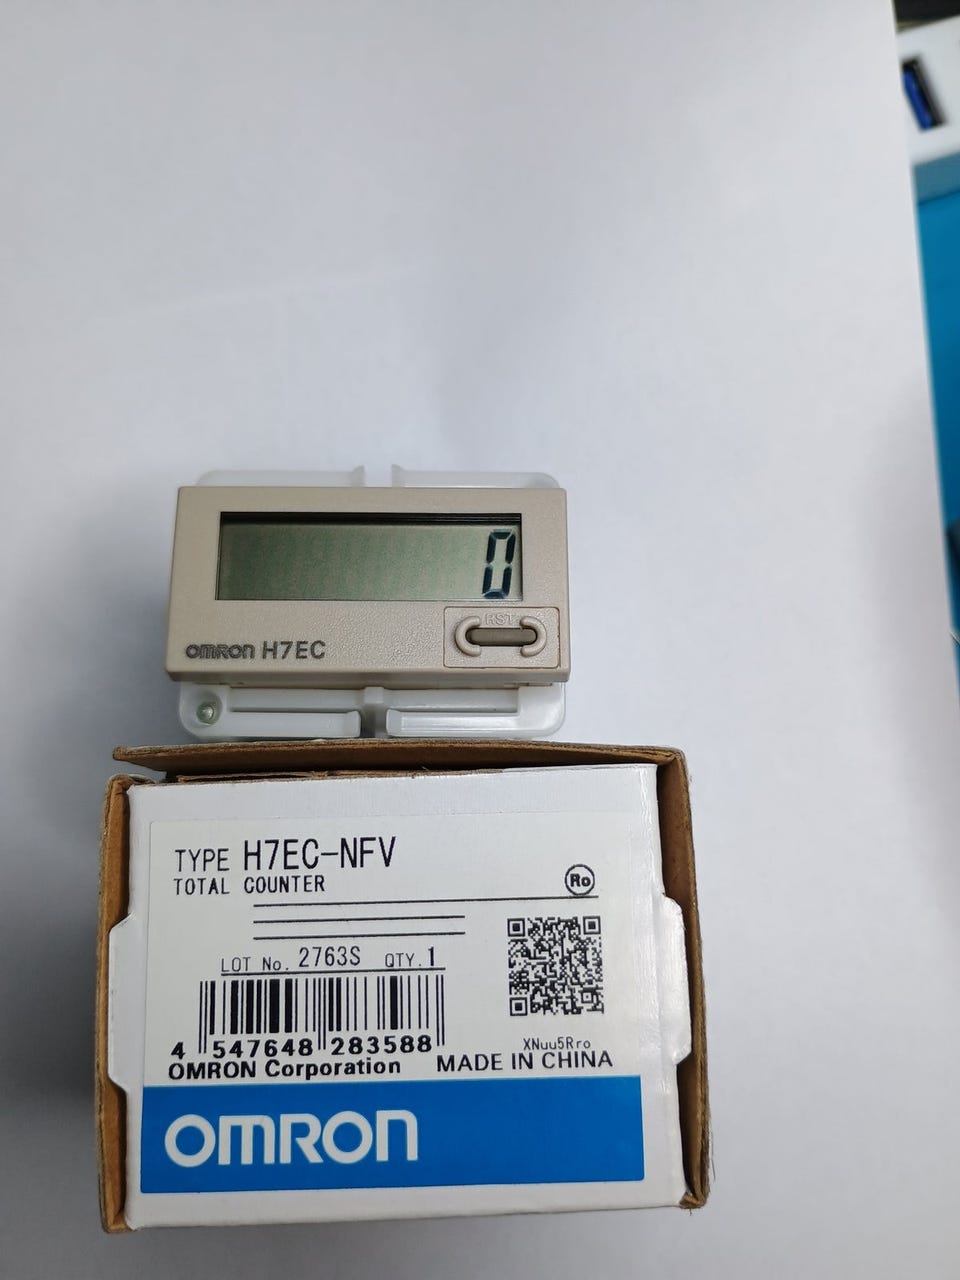 0
RST
OMRON H7EC
TYPE H7EC-NFV
TOTAL COUNTER
Ro
LOT No. 2763S QTY.1
4 547648 283588
XNuu5Rro
OMRON Corporation MADE IN CHINA
OMRON